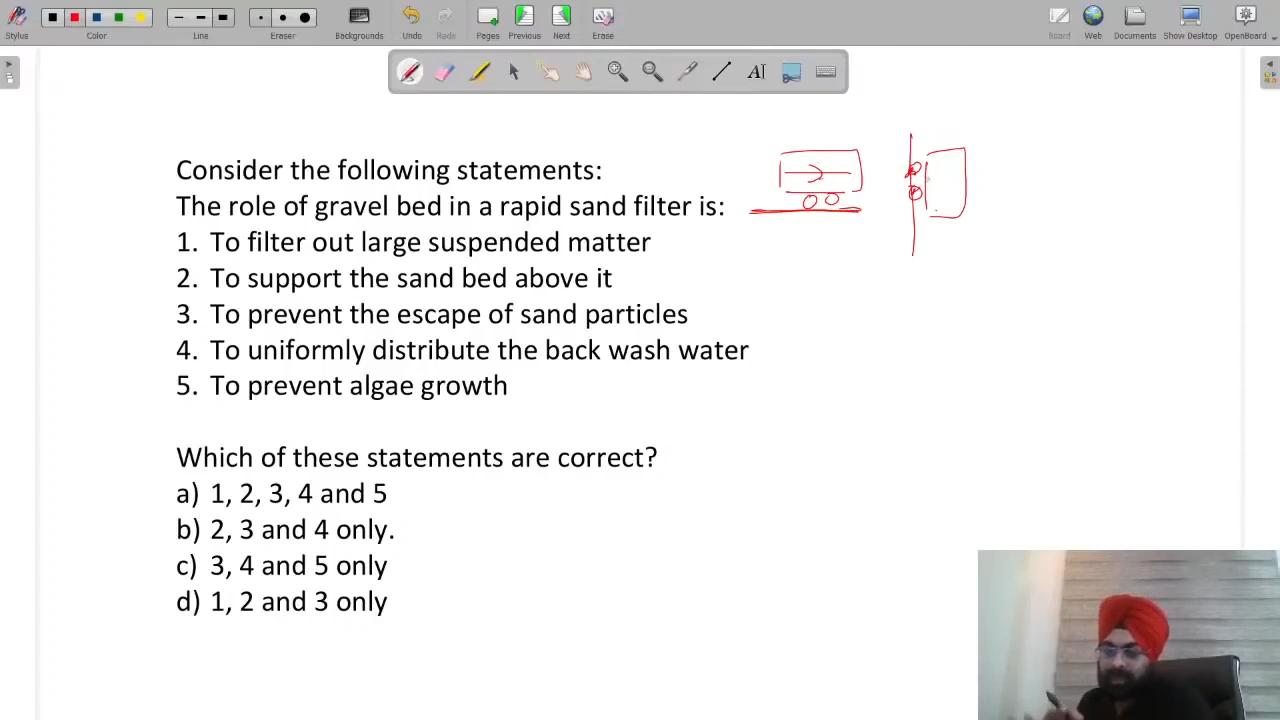 Stylus
Color
Line
Eraser
Backgrounds
Undo
Redo
Pages
Previous
Next
Erase
Board
Web
Documents
Show Desktop
OpenBoard
Consider the following statements:
The role of gravel bed in a rapid sand filter is:
1. To filter out large suspended matter
2. To support the sand bed above it
3. To prevent the escape of sand particles
4. To uniformly distribute the back wash water
5. To prevent algae growth
Which of these statements are correct?
a) 1, 2, 3, 4 and 5
b) 2, 3 and 4 only.
c) 3, 4 and 5 only
d) 1, 2 and 3 only